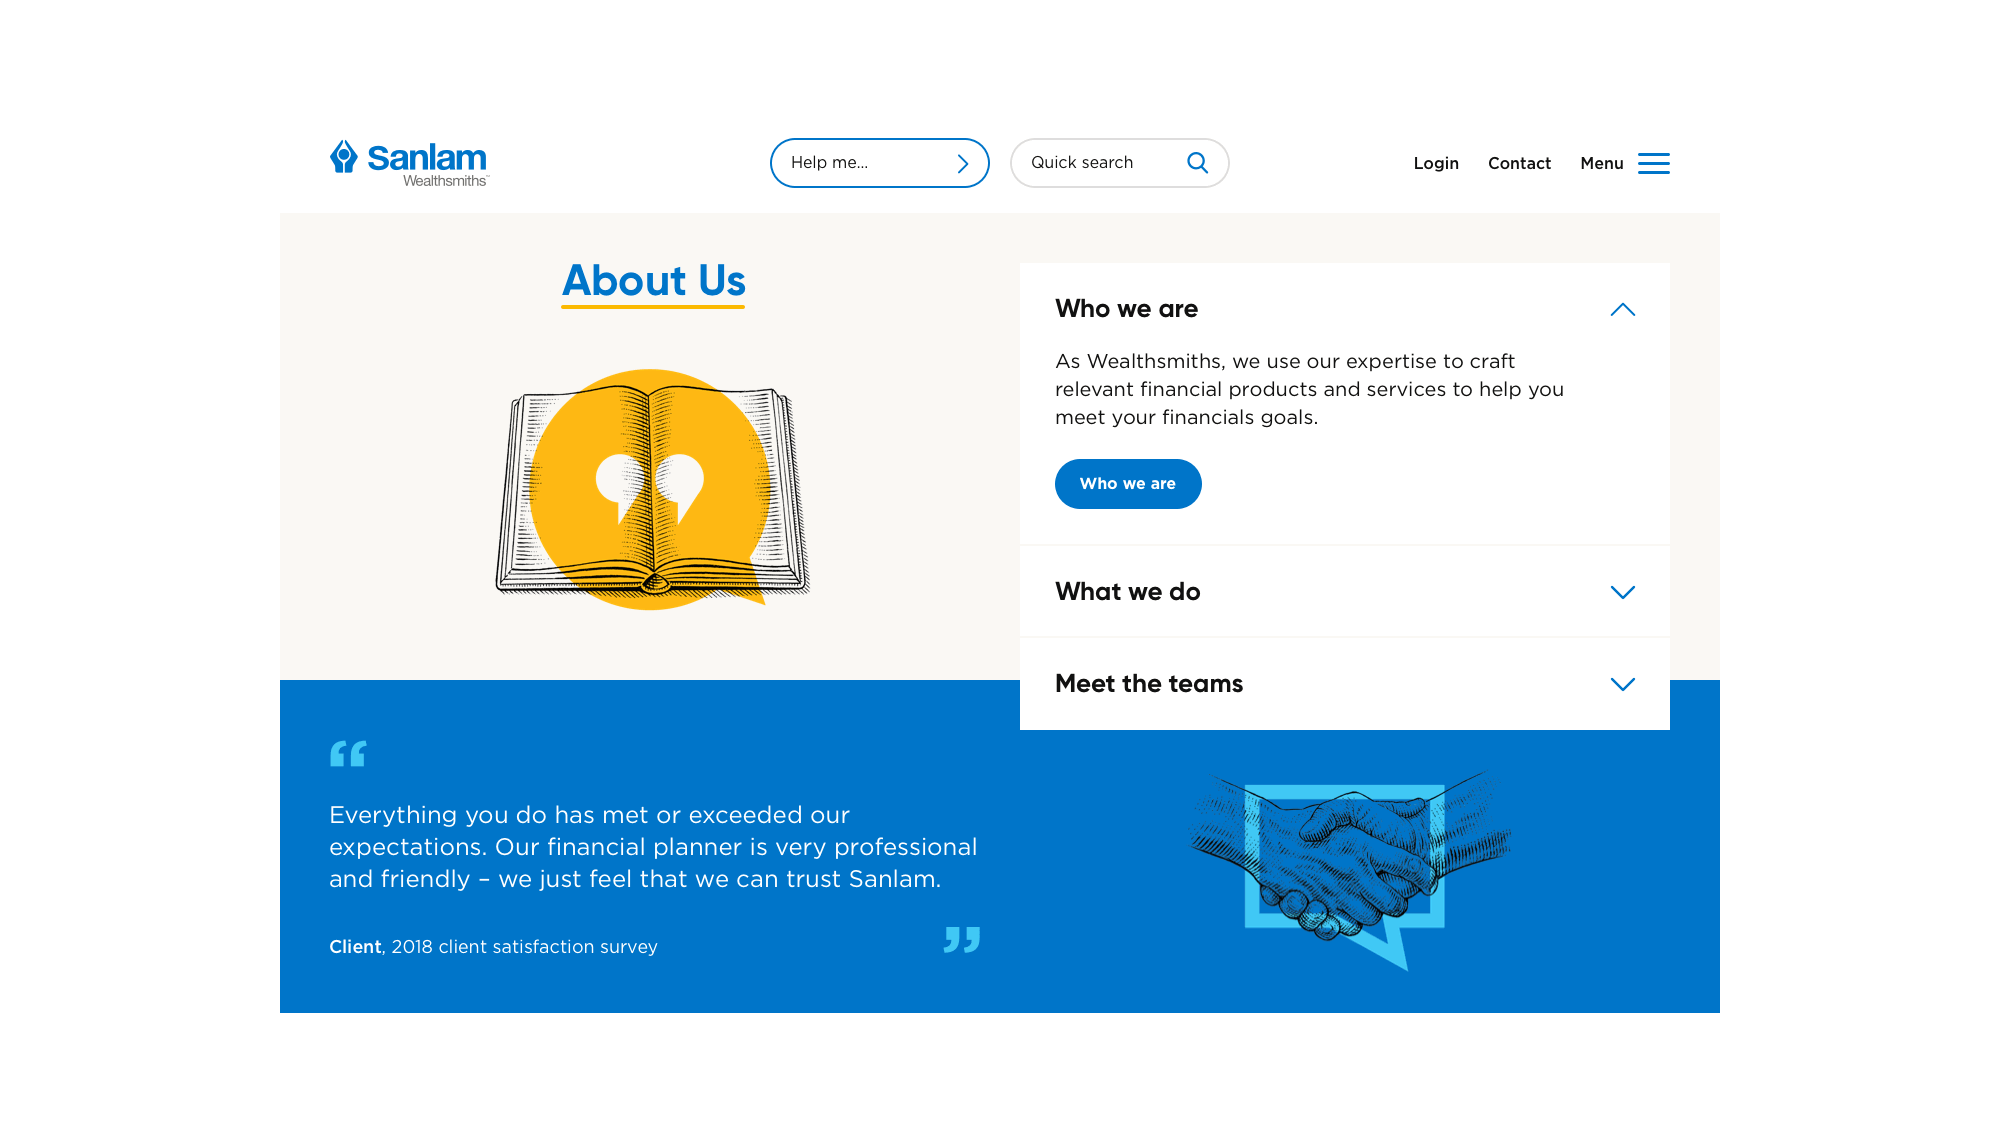 Sanlam
Wealthsmiths™
Help me...
Quick search
Login
Contact
Menu
About Us
Who we are
As Wealthsmiths, we use our expertise to craft
relevant financial products and services to help you
meet your financials goals.
Who we are
What we do
Meet the teams
“
Everything you do has met or exceeded our
expectations. Our financial planner is very professional
and friendly – we just feel that we can trust Sanlam.
Client, 2018 client satisfaction survey
”